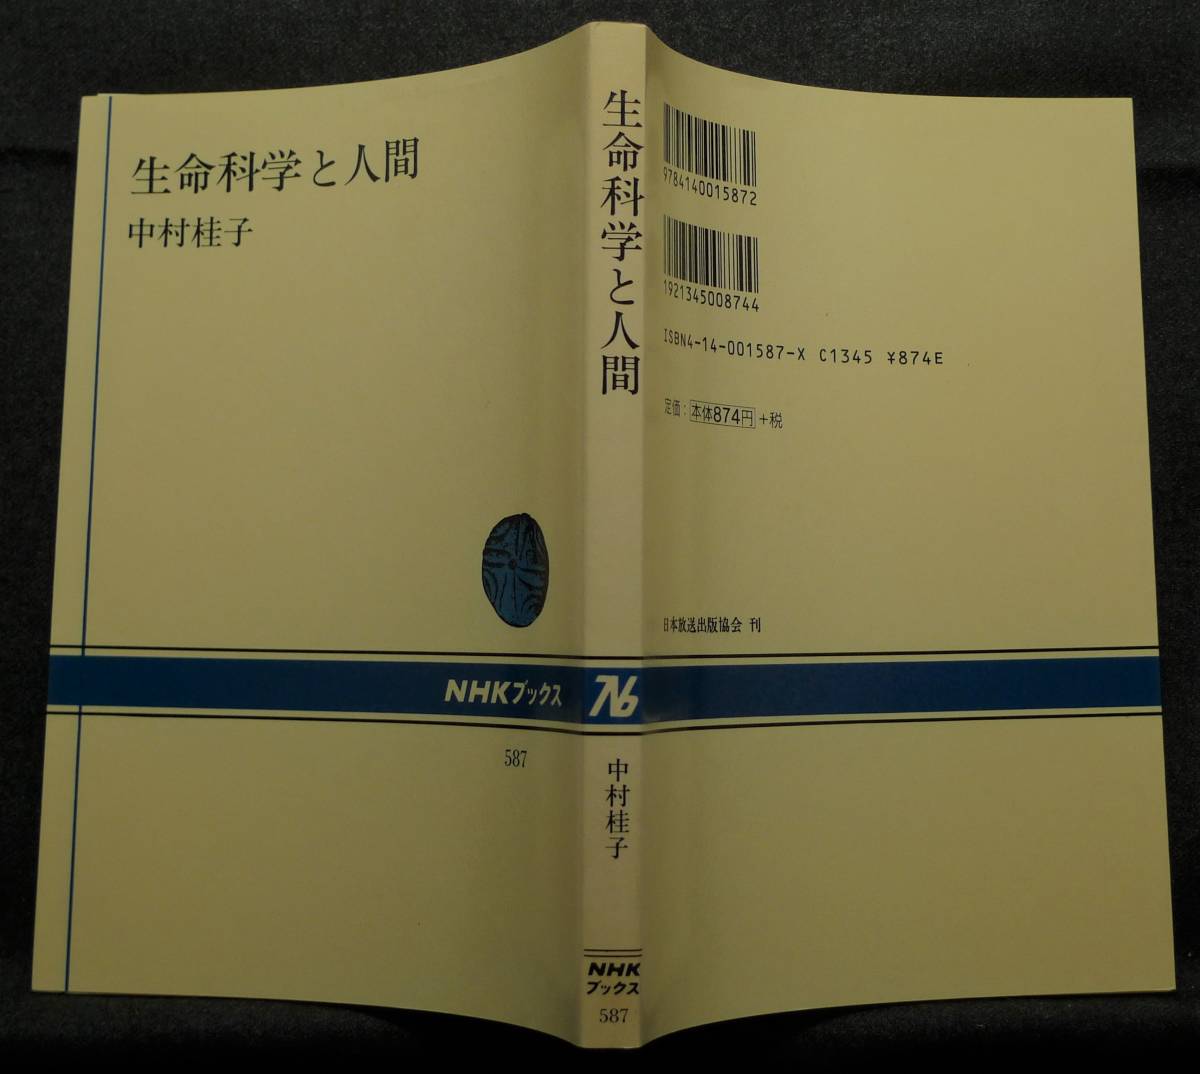 生命科学と人間
中村桂子
NHKブックス
587
生命科学と人間
中村桂子
NHK
ブックス
587
9784140015872
1921345008744
ISBN4-14-001587-X C1345 ¥874E
定価：本体874円+税
日本放送出版協会 刊